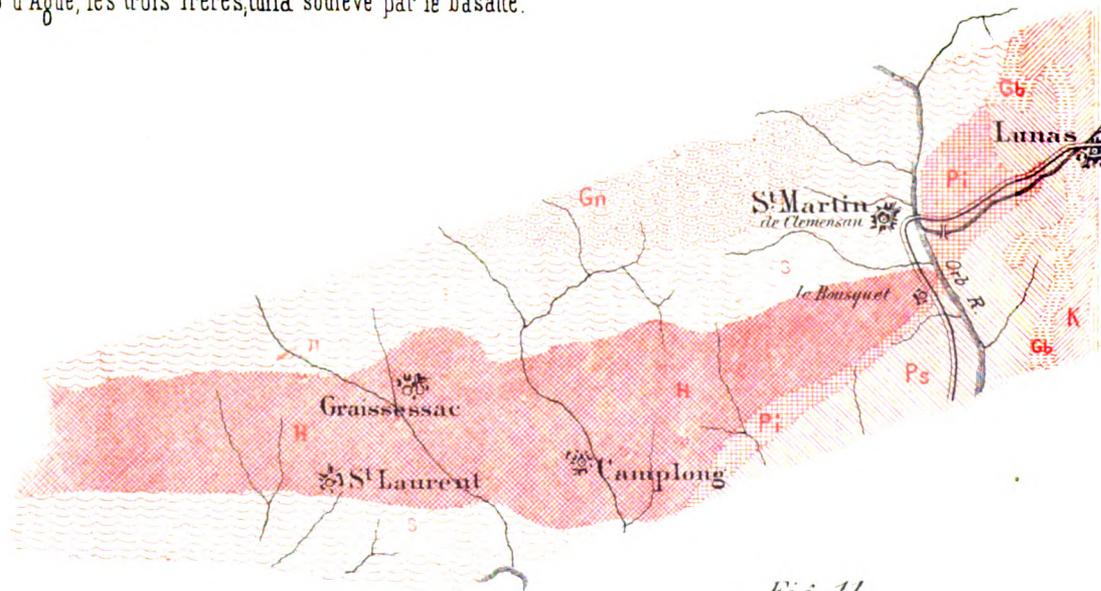 d'Agde, les trois frères, tuffa soulevé par le basalte.
Gb
Lunas
Pi
Gn
St Martin
de Clemensan
S
le Bousquet
Orb R
K
Gb
Ps
Graissessac
H
Pi
H
Camplong
St Laurent
S
Fig. 11